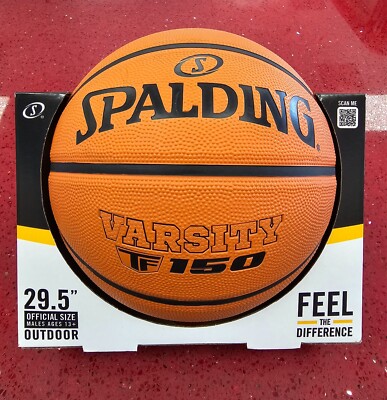 SCAN ME
SPALDING
VARSITY
TF 150
29.5"
OFFICIAL SIZE
MALES AGES 13+
OUTDOOR
FEEL
THE
DIFFERENCE